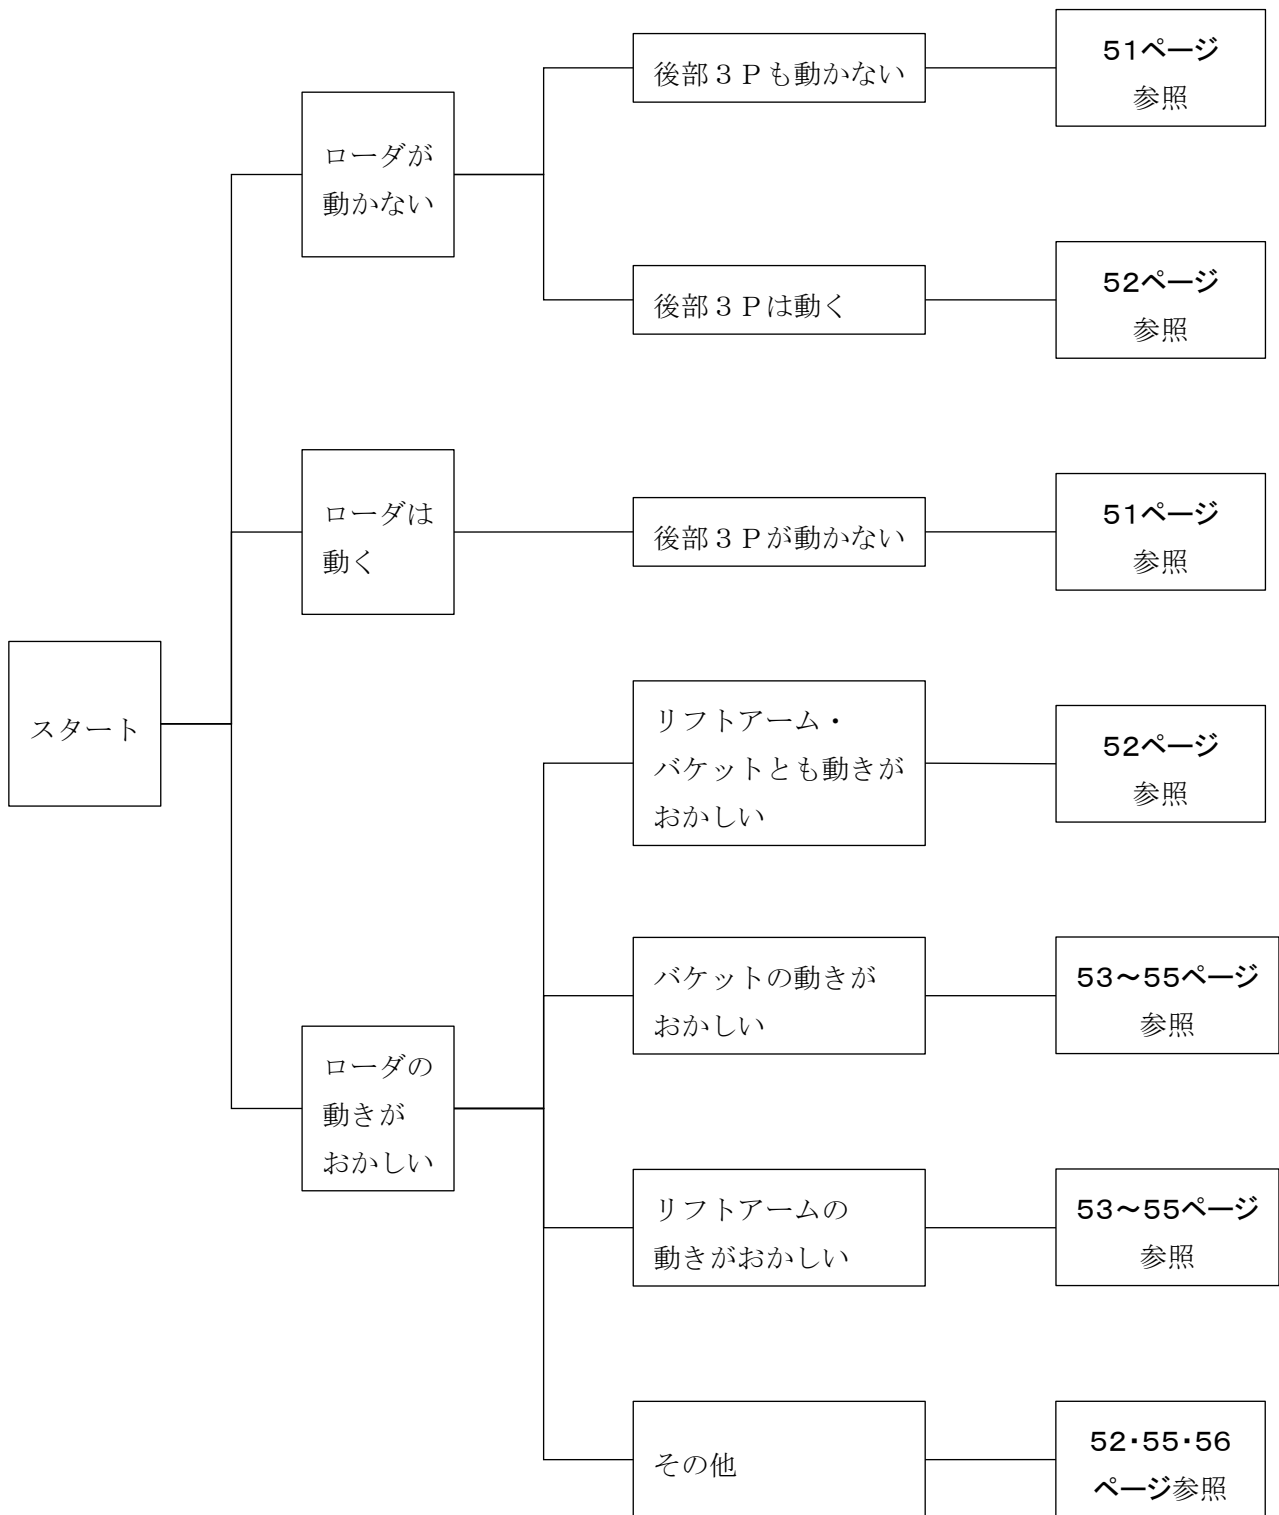 後部３Ｐも動かない
51ページ
参照
ローダが
動かない
後部３Ｐは動く
52ページ
参照
ローダは
動く
後部３Ｐが動かない
51ページ
参照
スタート
リフトアーム・
バケットとも動きが
おかしい
52ページ
参照
バケットの動きが
おかしい
53～55ページ
参照
ローダの
動きが
おかしい
リフトアームの
動きがおかしい
53～55ページ
参照
その他
52・55・56
ページ参照